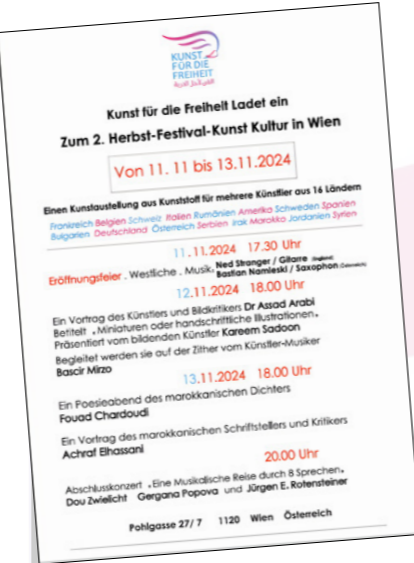 KUNST
FÜR DIE
FREIHEIT
Kunst für die Freiheit Ladet ein
Zum 2. Herbst-Festival-Kunst Kultur in Wien
Von 11. 11 bis 13.11.2024
Einen Kunstaustellung aus Kunststoff für mehrere Künstler aus 16 Ländern
Frankreich Belgien Schweiz Italien Rumänien Amerika Schweden Spanien
Bulgarien Deutschland Österreich Serbien Irak Marokko Jordanien Syrien
11.11.2024 17.30 Uhr
Eröffnungsfeier . Westliche . Musik. Ned Stranger / Gitarre (England)
Bastian Namleski / Saxophon (Österreich)
12.11.2024 18.00 Uhr
Ein Vortrag des Künstlers und Bildkritikers Dr Assad Arabi
Betitelt „Miniaturen oder handschriftliche Illustrationen„
Präsentiert vom bildenden Künstler Kareem Sadoon
Begleitet werden sie auf der Zither vom Künstler-Musiker
Bascir Mirzo
13.11.2024 18.00 Uhr
Ein Poesieabend des marokkanischen Dichters
Fouad Chardoudi
Ein Vortrag des marokkanischen Schriftstellers und Kritikers
Achraf Elhassani
20.00 Uhr
Abschlusskonzert „Eine Musikalische Reise durch 8 Sprechen„
Dou Zwielicht Gergana Popova und Jürgen E. Rotensteiner
Pohlgasse 27/ 7 1120 Wien Österreich